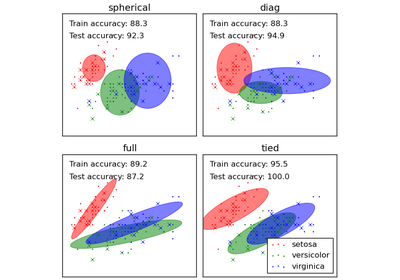 spherical
Train accuracy: 88.3
Test accuracy: 92.3
diag
Train accuracy: 88.3
Test accuracy: 94.9
full
Train accuracy: 89.2
Test accuracy: 87.2
tied
Train accuracy: 95.5
Test accuracy: 100.0
setosa
versicolor
virginica